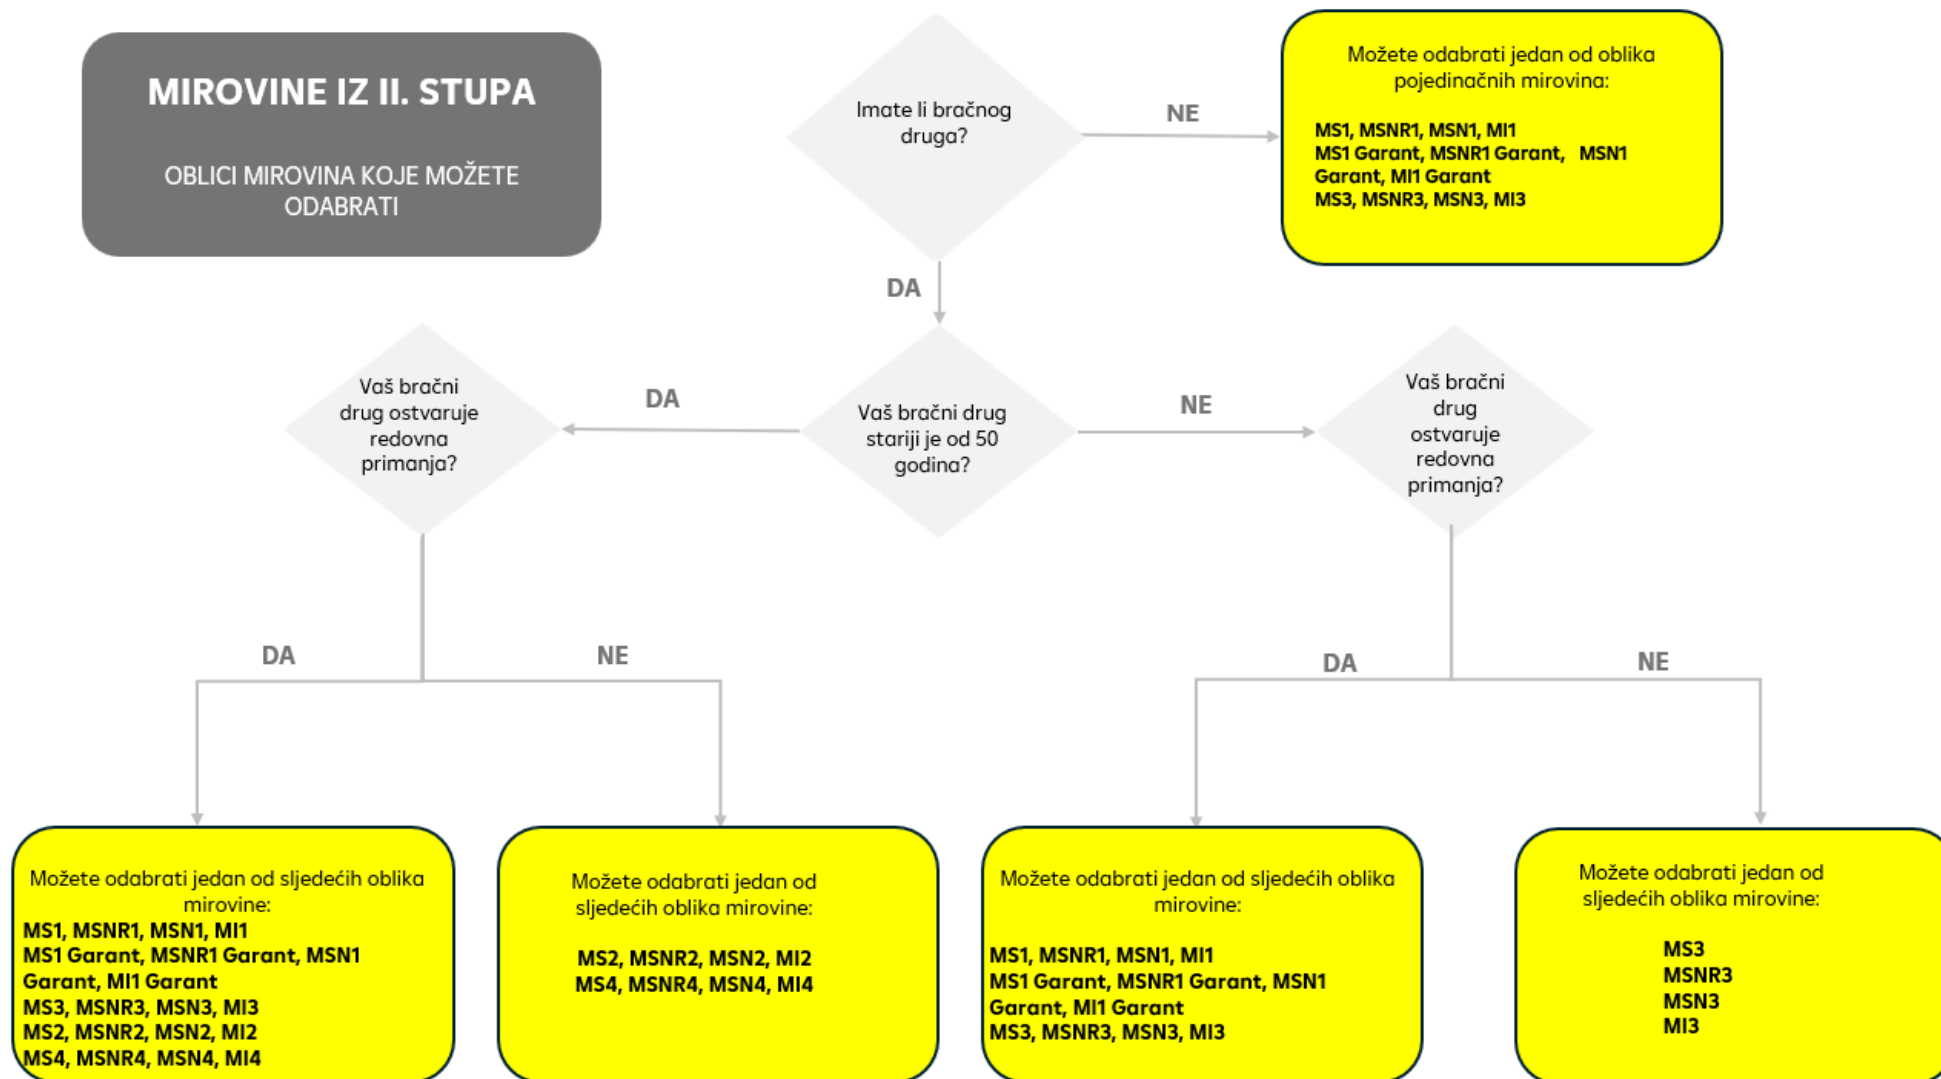 MIROVINE IZ II. STUPA
OBLICI MIROVINA KOJE MOŽETE
ODABRATI
Imate li bračnog
druga?
NE
Možete odabrati jedan od oblika
pojedinačnih mirovina:
MS1, MSNR1, MSN1, MI1
MS1 Garant, MSNR1 Garant, MSN1
Garant, MI1 Garant
MS3, MSNR3, MSN3, MI3
DA
Vaš bračni
drug ostvaruje
redovna
primanja?
DA
Vaš bračni drug
stariji je od 50
godina?
NE
Vaš bračni
drug
ostvaruje
redovna
primanja?
DA
NE
DA
NE
Možete odabrati jedan od sljedećih oblika
mirovine:
MS1, MSNR1, MSN1, MI1
MS1 Garant, MSNR1 Garant, MSN1
Garant, MI1 Garant
MS3, MSNR3, MSN3, MI3
MS2, MSNR2, MSN2, MI2
MS4, MSNR4, MSN4, MI4
Možete odabrati jedan od
sljedećih oblika mirovine:
MS2, MSNR2, MSN2, MI2
MS4, MSNR4, MSN4, MI4
Možete odabrati jedan od sljedećih oblika
mirovine:
MS1, MSNR1, MSN1, MI1
MS1 Garant, MSNR1 Garant, MSN1
Garant, MI1 Garant
MS3, MSNR3, MSN3, MI3
Možete odabrati jedan od
sljedećih oblika mirovine:
MS3
MSNR3
MSN3
MI3